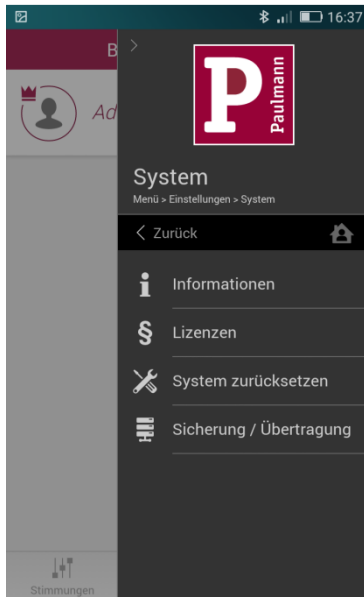 16:37
B
Ad
P
Paulmann
System
Menü > Einstellungen > System
Zurück
Informationen
§ Lizenzen
System zurücksetzen
Sicherung / Übertragung
Stimmungen